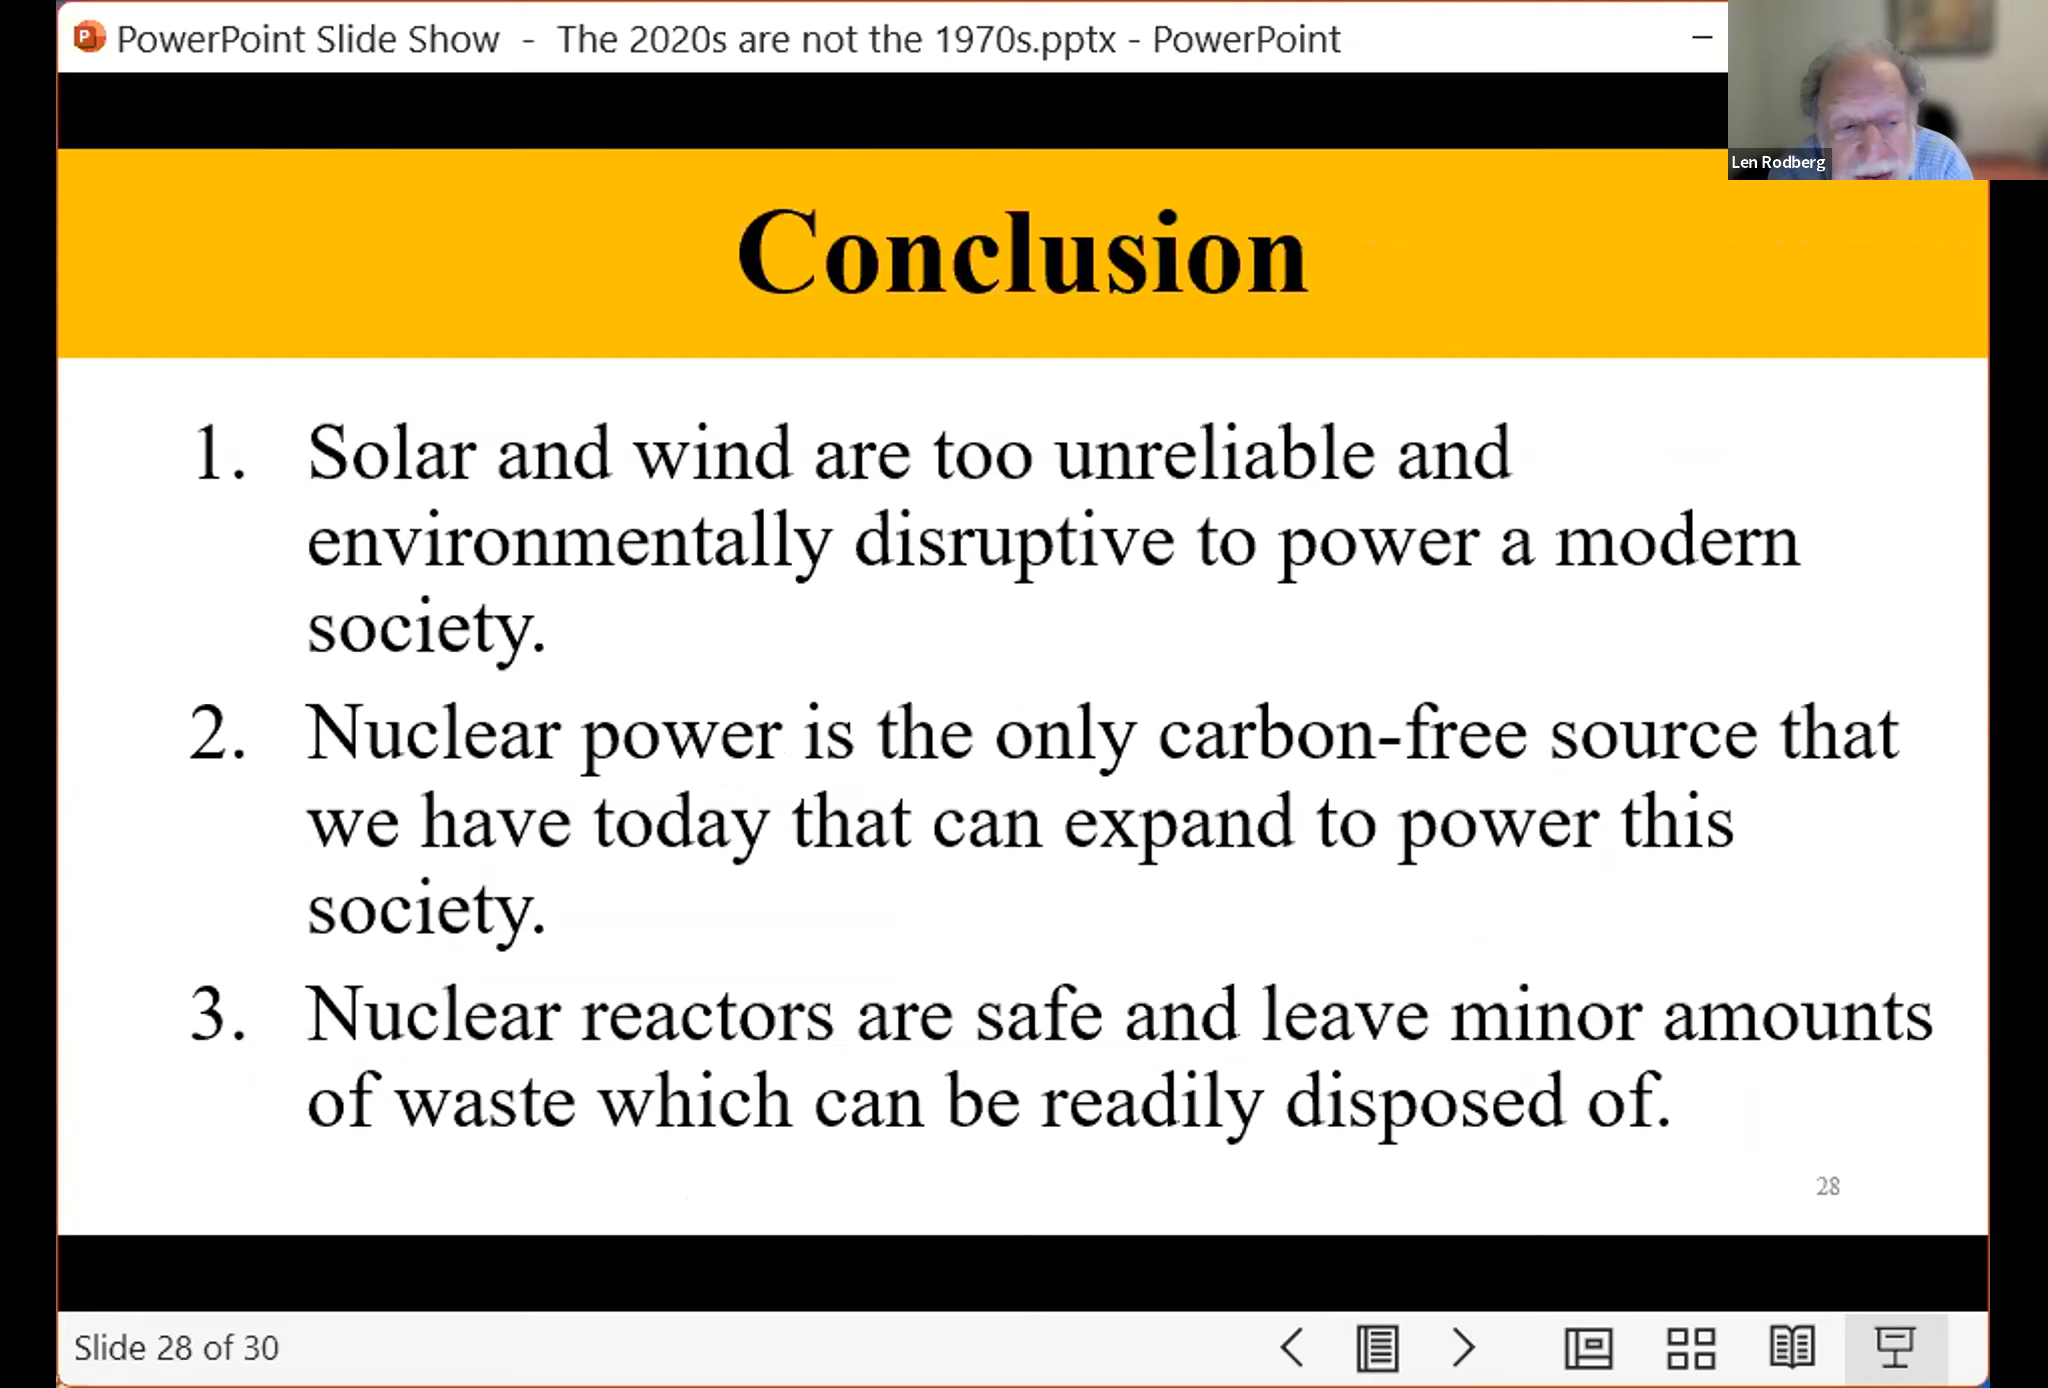 PowerPoint Slide Show - The 2020s are not the 1970s.pptx - PowerPoint
Len Rodberg
Conclusion
1. Solar and wind are too unreliable and
environmentally disruptive to power a modern
society.
2. Nuclear power is the only carbon-free source that
we have today that can expand to power this
society.
3. Nuclear reactors are safe and leave minor amounts
of waste which can be readily disposed of.
28
Slide 28 of 30